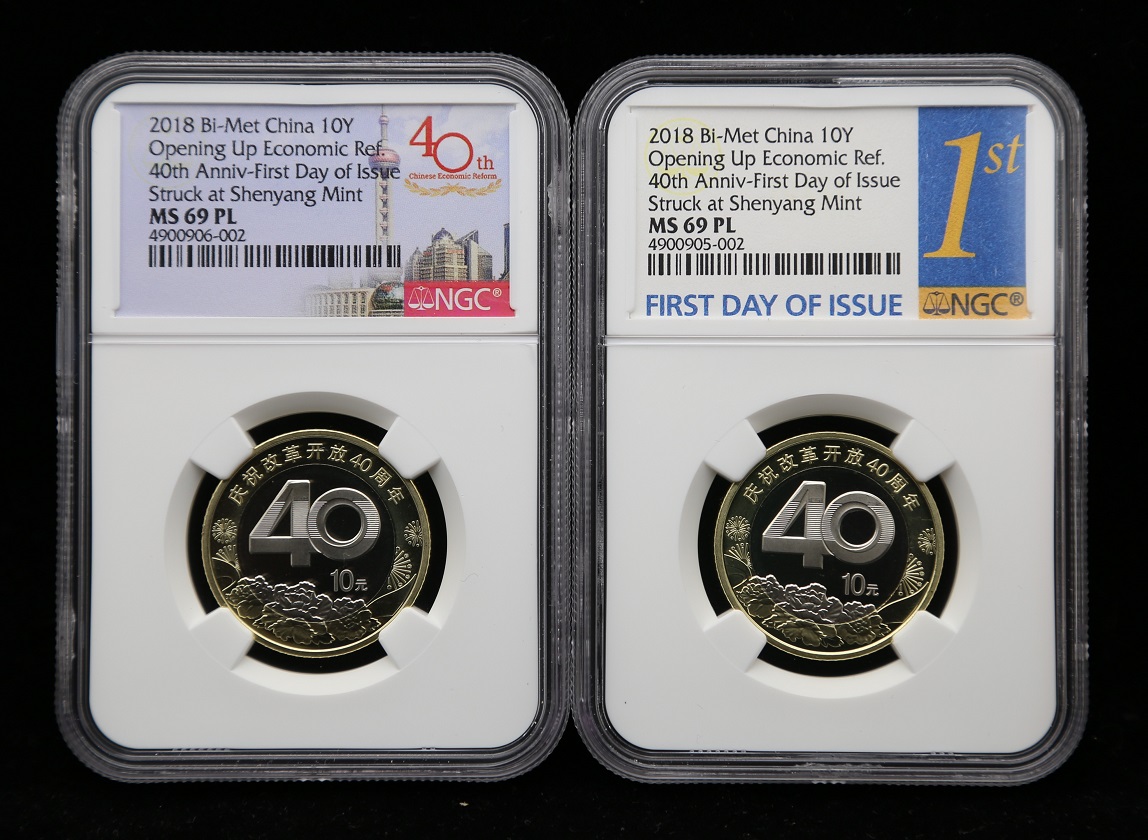 2018 Bi-Met China 10Y
Opening Up Economic Ref.
40th Anniv-First Day of Issue
Struck at Shenyang Mint
MS 69 PL
4900906-002
40th
Chinese Economic Reform
NGC®
庆祝改革开放40周年
40
10元
2018 Bi-Met China 10Y
Opening Up Economic Ref.
40th Anniv-First Day of Issue
Struck at Shenyang Mint
MS 69 PL
4900905-002
FIRST DAY OF ISSUE
1st
NGC®
庆祝改革开放40周年
40
10元